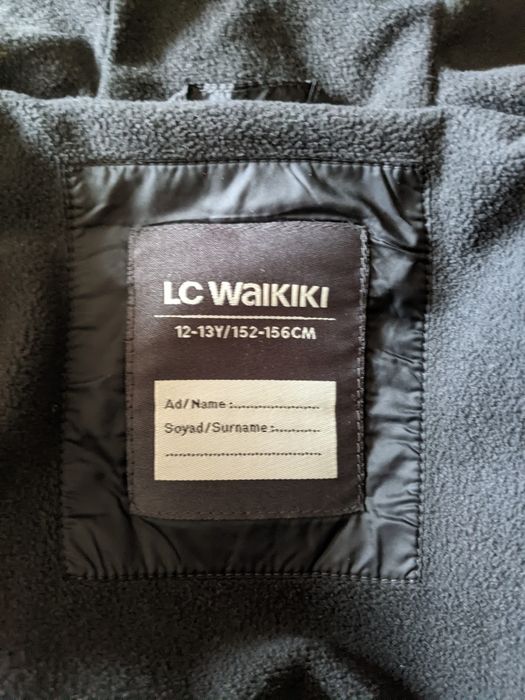 LC WAIKIKI
12-13Y/152-156CM
Ad/Name:....................
Soyad/Surname:..........
..................................